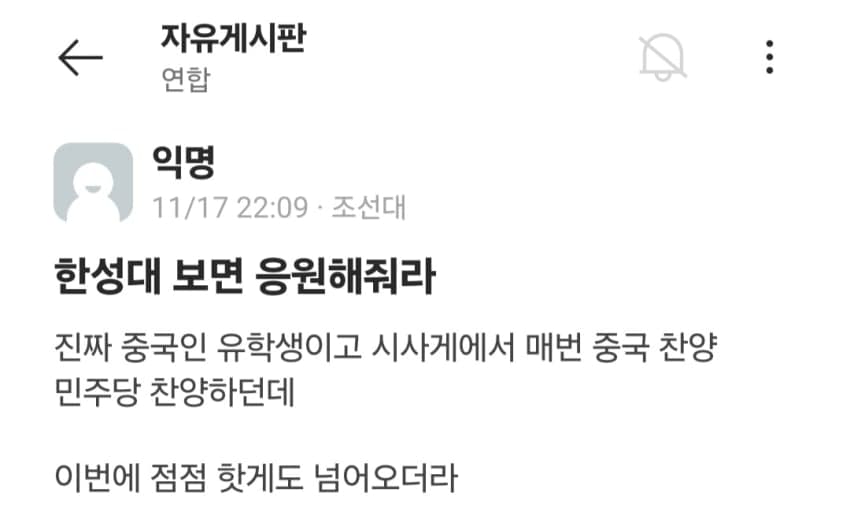 자유게시판
연합
익명
11/17 22:09 · 조선대
한성대 보면 응원해줘라
진짜 중국인 유학생이고 시사게에서 매번 중국 찬양
민주당 찬양하던데
이번에 점점 핫게도 넘어오더라